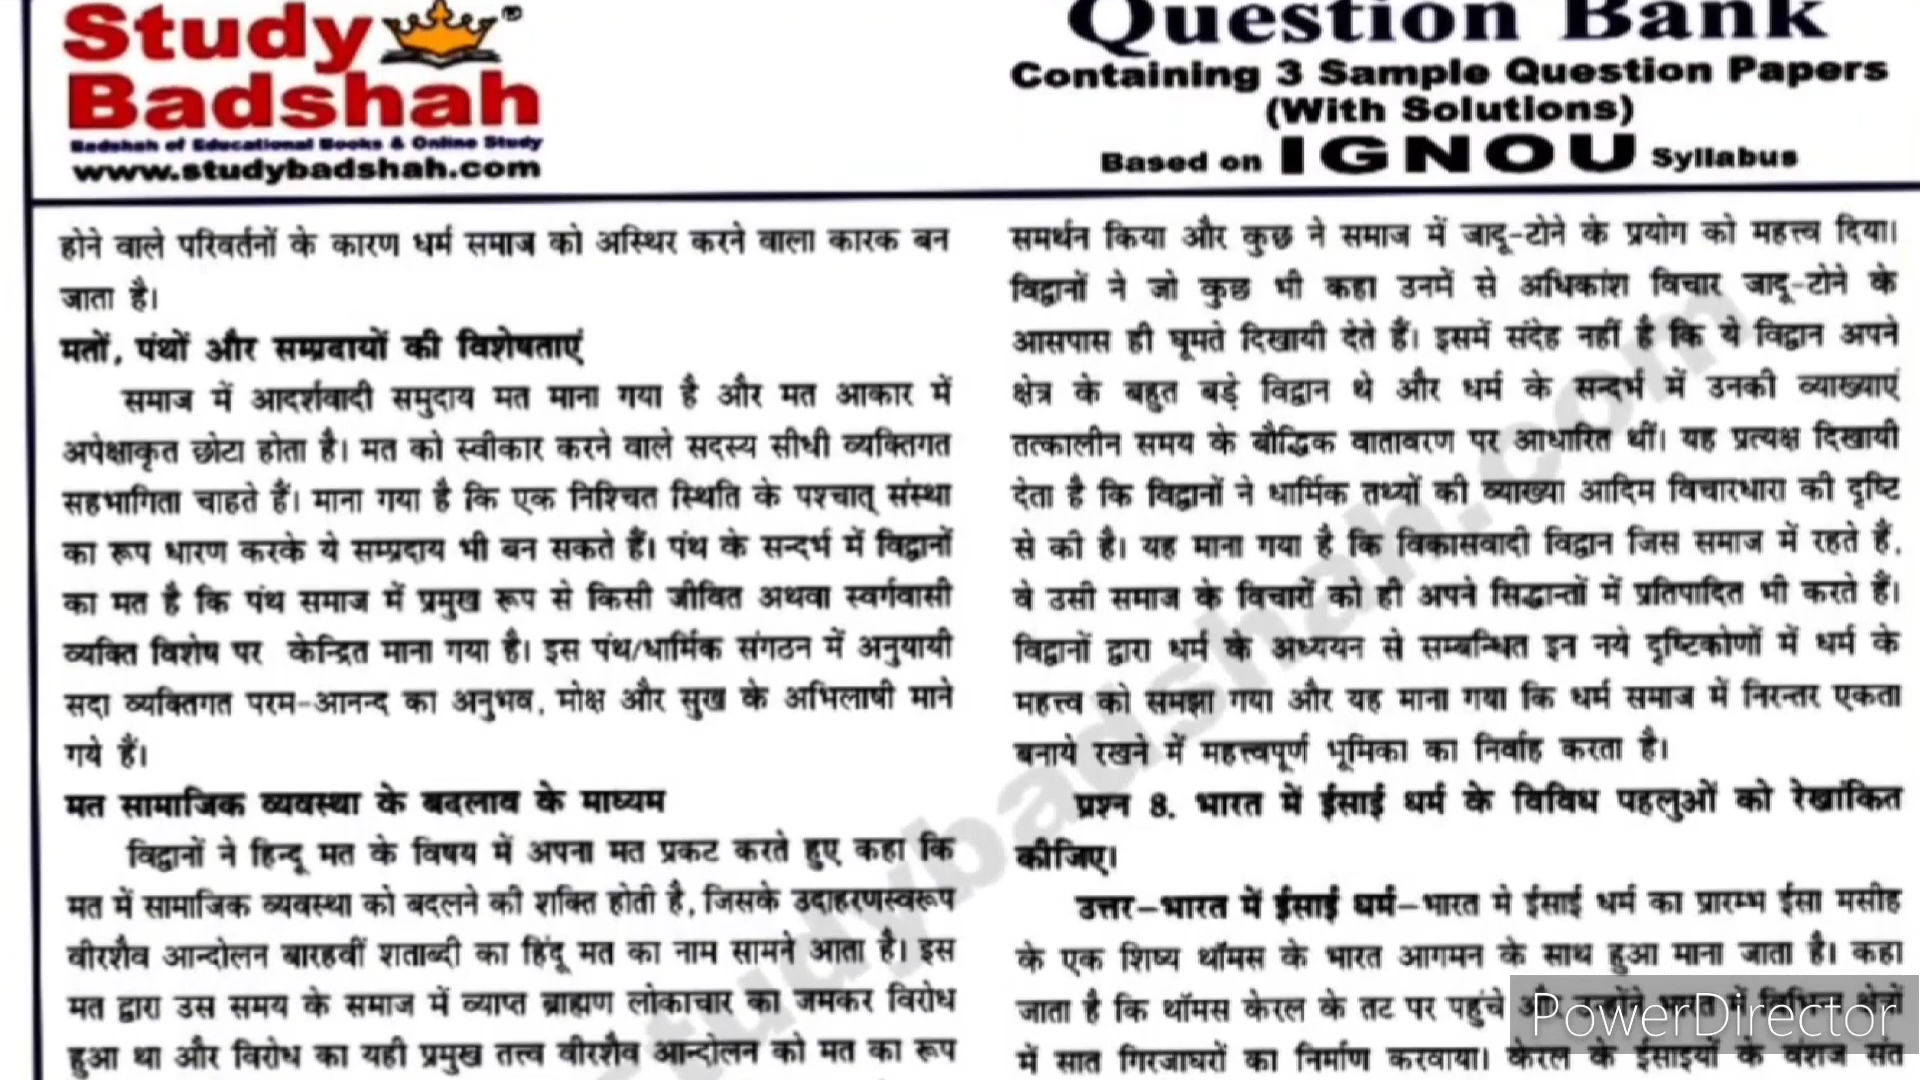 Study
Badshah
Badshah of Educational Books & Online Study
www.studybadshah.com
Question Bank
Containing 3 Sample Question Papers
(With Solutions)
Based on IGNOU Syllabus
होने वाले परिवर्तनों के कारण धर्म समाज को अस्थिर करने वाला कारक बन
जाता है।
मतों, पंथों और सम्प्रदायों की विशेषताएं
समाज में आदर्शवादी समुदाय मत माना गया है और मत आकार में
अपेक्षाकृत छोटा होता है। मत को स्वीकार करने वाले सदस्य सीधी व्यक्तिगत
सहभागिता चाहते हैं। माना गया है कि एक निश्चित स्थिति के पश्चात् संस्था
का रूप धारण करके ये सम्प्रदाय भी बन सकते हैं। पंथ के सन्दर्भ में विद्वानों
का मत है कि पंथ समाज में प्रमुख रूप से किसी जीवित अथवा स्वर्गवासी
व्यक्ति विशेष पर केन्द्रित माना गया है। इस पंथ/धार्मिक संगठन में अनुयायी
सदा व्यक्तिगत परम-आनन्द का अनुभव, मोक्ष और सुख के अभिलाषी माने
गये हैं।
मत सामाजिक व्यवस्था के बदलाव के माध्यम
विद्वानों ने हिन्दू मत के विषय में अपना मत प्रकट करते हुए कहा कि
मत में सामाजिक व्यवस्था को बदलने की शक्ति होती है, जिसके उदाहरणस्वरूप
वीरशैव आन्दोलन बारहवीं शताब्दी का हिंदू मत का नाम सामने आता है। इस
मत द्वारा उस समय के समाज में व्याप्त ब्राह्मण लोकाचार का जमकर विरोध
हुआ था और विरोध का यही प्रमुख तत्त्व वीरशैव आन्दोलन को मत का रूप
समर्थन किया और कुछ ने समाज में जादू-टोने के प्रयोग को महत्त्व दिया।
विद्वानों ने जो कुछ भी कहा उनमें से अधिकांश विचार जादू-टोने के
आसपास ही घूमते दिखायी देते हैं। इसमें संदेह नहीं है कि ये विद्वान अपने
क्षेत्र के बहुत बड़े विद्वान थे और धर्म के सन्दर्भ में उनकी व्याख्याएं
तत्कालीन समय के बौद्धिक वातावरण पर आधारित थीं। यह प्रत्यक्ष दिखायी
देता है कि विद्वानों ने धार्मिक तथ्यों की व्याख्या आदिम विचारधारा की दृष्टि
से की है। यह माना गया है कि विकासवादी विद्वान जिस समाज में रहते हैं,
वे उसी समाज के विचारों को ही अपने सिद्धान्तों में प्रतिपादित भी करते हैं।
विद्वानों द्वारा धर्म के अध्ययन से सम्बन्धित इन नये दृष्टिकोणों में धर्म के
महत्त्व को समझा गया और यह माना गया कि धर्म समाज में निरन्तर एकता
बनाये रखने में महत्त्वपूर्ण भूमिका का निर्वाह करता है।
प्रश्न 8. भारत में ईसाई धर्म के विविध पहलुओं को रेखांकित
कीजिए।
उत्तर–भारत में ईसाई धर्म–भारत मे ईसाई धर्म का प्रारम्भ ईसा मसीह
के एक शिष्य थॉमस के भारत आगमन के साथ हुआ माना जाता है। कहा
जाता है कि थॉमस केरल के तट पर पहुंचे
में सात गिरजाघरों का निर्माण करवाया। केरल के ईसाइयों के वंशज संत
studybadshah.com
PowerDirector